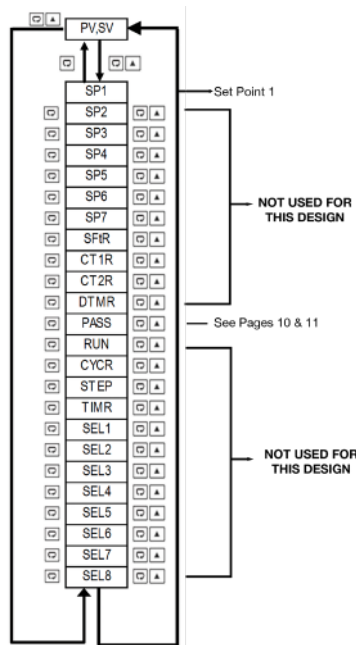 PV,SV
SP1
Set Point 1
SP2
SP3
SP4
SP5
SP6
SP7
NOT USED FOR
THIS DESIGN
SFtR
CT1R
CT2R
DTMR
PASS
See Pages 10 & 11
RUN
CYCR
STEP
TIMR
SEL1
SEL2
SEL3
NOT USED FOR
THIS DESIGN
SEL4
SEL5
SEL6
SEL7
SEL8